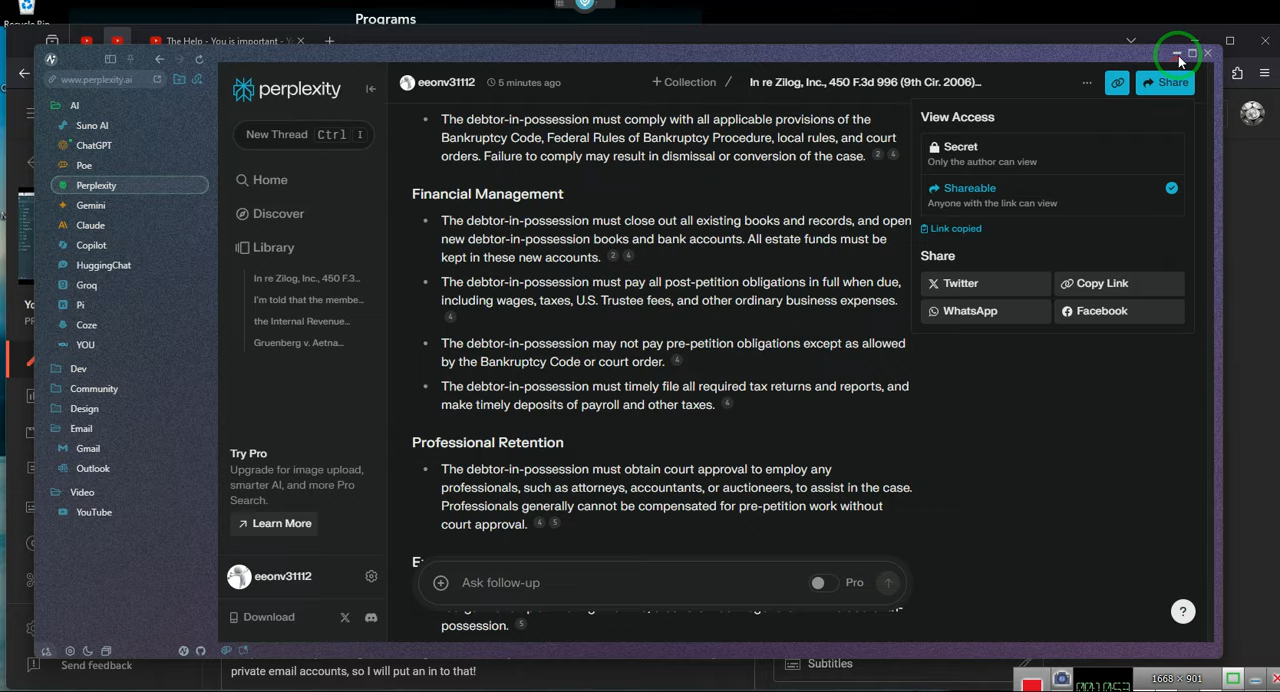 Recycle Bin
Programs
The Help - You is important -
www.perplexity.ai
AI
Suno AI
ChatGPT
Poe
Perplexity
Gemini
Claude
Copilot
HuggingChat
Groq
Pi
Coze
YOU
Dev
Community
Design
Email
Gmail
Outlook
Video
YouTube
perplexity
New Thread Ctrl I
Home
Discover
Library
In re Zilog, Inc., 450 F.3...
I'm told that the membe...
the Internal Revenue...
Gruenberg v. Aetna...
Try Pro
Upgrade for image upload,
smarter AI, and more Pro
Search.
Learn More
eeonv31112
Download
eeonv31112 5 minutes ago
Collection / In re Zilog, Inc., 450 F.3d 996 (9th Cir. 2006)...
Share
The debtor-in-possession must comply with all applicable provisions of the
Bankruptcy Code, Federal Rules of Bankruptcy Procedure, local rules, and court
orders. Failure to comply may result in dismissal or conversion of the case. 2 4
Financial Management
The debtor-in-possession must close out all existing books and records, and open
new debtor-in-possession books and bank accounts. All estate funds must be
kept in these new accounts. 2 4
The debtor-in-possession must pay all post-petition obligations in full when due,
including wages, taxes, U.S. Trustee fees, and other ordinary business expenses.
4
The debtor-in-possession may not pay pre-petition obligations except as allowed
by the Bankruptcy Code or court order. 4
The debtor-in-possession must timely file all required tax returns and reports, and
make timely deposits of payroll and other taxes. 4
Professional Retention
The debtor-in-possession must obtain court approval to employ any
professionals, such as attorneys, accountants, or auctioneers, to assist in the case.
Professionals generally cannot be compensated for pre-petition work without
court approval. 4 5
Ask follow-up
Pro
possession. 5
View Access
Secret
Only the author can view
Shareable
Anyone with the link can view
Link copied
Share
Twitter
Copy Link
WhatsApp
Facebook
?
Send feedback
private email accounts, so I will put an in to that!
Subtitles
1668 × 901